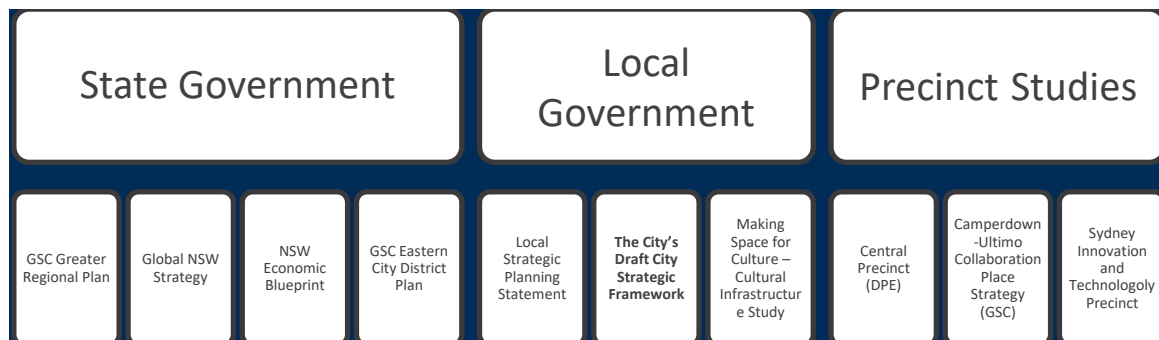 State Government
Local
Government
Precinct Studies
GSC Greater
Regional Plan
Global NSW
Strategy
NSW
Economic
Blueprint
GSC Eastern
City District
Plan
Local
Strategic
Planning
Statement
The City's
Draft City
Strategic
Framework
Making
Space for
Culture –
Cultural
Infrastructur
e Study
Central
Precinct
(DPE)
Camperdown
-Ultimo
Collaboration
Place
Strategy
(GSC)
Sydney
Innovation
and
Technologoly
Precinct